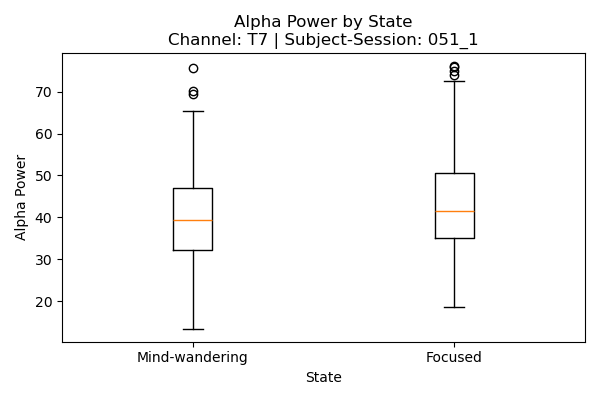 Alpha Power by State
Channel: T7 | Subject-Session: 051_1
Alpha Power
70
60
50
40
30
20
Mind-wandering
Focused
State